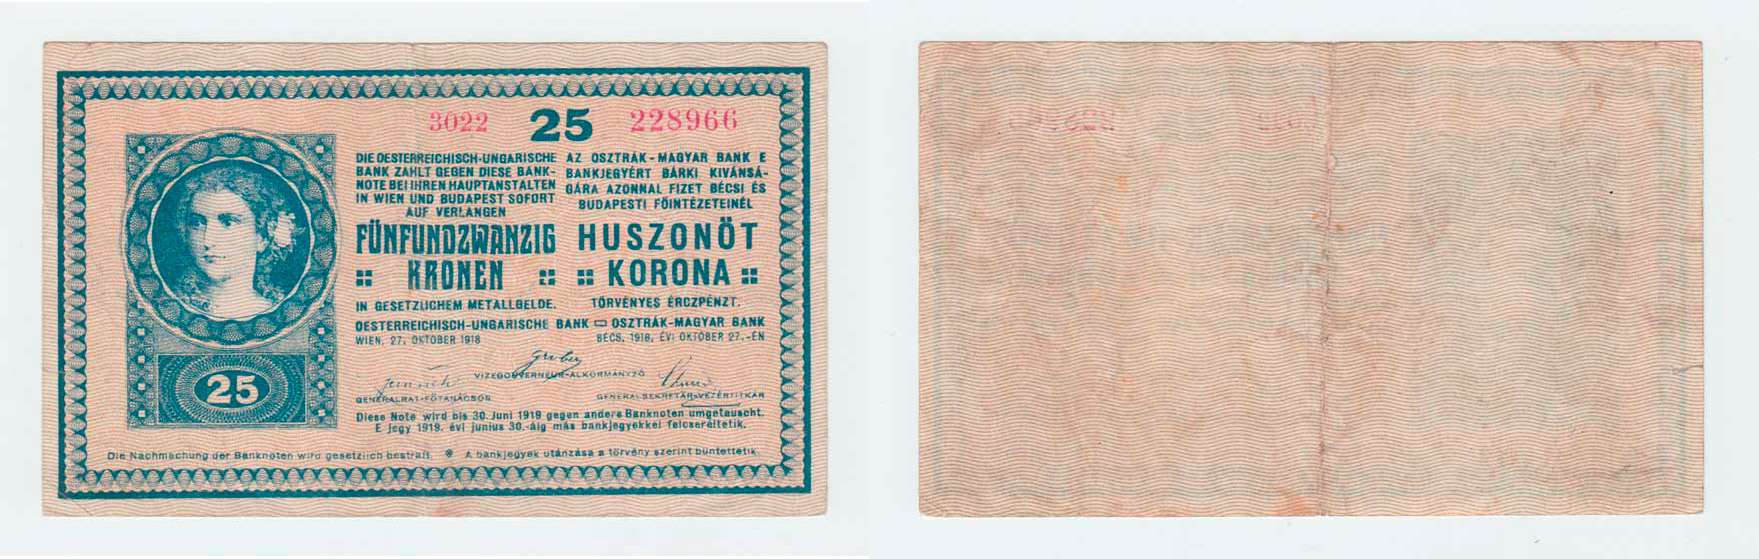 3022 25 228966
DIE OESTERREICHISCH-UNGARISCHE
BANK ZAHLT GEGEN DIESE BANK-
NOTE BEI IHREN HAUPTANSTALTEN
IN WIEN UND BUDAPEST SOFORT
AUF VERLANGEN
FÜNFUNDZWANZIG
KRONEN
IN GESETZLICHEM METALLGELDE.
AZ OSZTRÁK-MAGYAR BANK E
BANKJEGYÉRT BÁRKI KIVÁNSÁ-
GÁRA AZONNAL FIZET BÉCSI ÉS
BUDAPESTI FŐINTÉZETEINÉL
HUSZONÖT
KORONA
TÖRVÉNYES ÉRCZPÉNZT.
OESTERREICHISCH-UNGARISCHE BANK OSZTRÁK-MAGYAR BANK
WIEN, 27. OKTOBER 1918 BÉCS, 1918. ÉVI OKTÓBER 27.-ÉN
Gruber
VIZEGOUVERNEUR-ALKORMÁNYZÓ
GENERALRAT-FŐTANÁCSOS GENERALSEKRETÄR-VEZÉRTITKÁR
25
Diese Note wird bis 30. Juni 1919 gegen andere Banknoten umgetauscht.
E jegy 1919. évi junius 30.-áig más bankjegyekkel felcseréltetik.
Die Nachmachung der Banknoten wird gesetzlich bestraft. A bankjegyek utánzása a törvény szerint büntettetik.